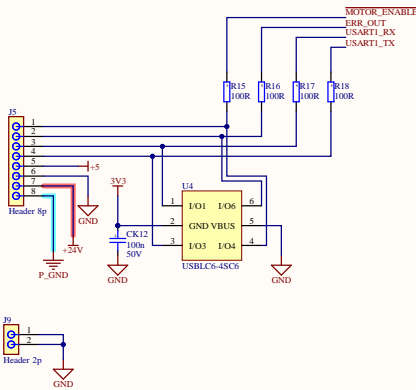 MOTOR_ENABLE
ERR_OUT
USART1_RX
USART1_TX
R15
100R
R16
100R
R17
100R
R18
100R
J5
1
2
3
4
5
6
7
8
Header 8p
+5
GND
+24V
P_GND
3V3
CK12
100n
50V
GND
U4
1
I/O1
I/O6
6
2
GND
VBUS
5
3
I/O3
I/O4
4
USBLC6-4SC6
GND
J9
1
2
Header 2p
GND